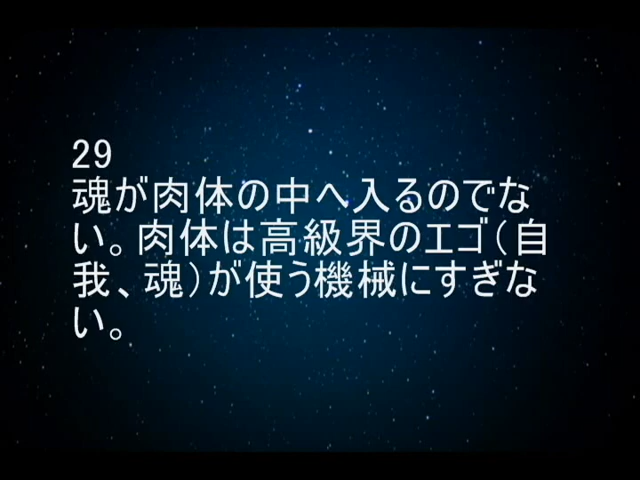 29
魂が肉体の中へ入るのでな
い。肉体は高級界のエゴ（自
我、魂）が使う機械にすぎな
い。